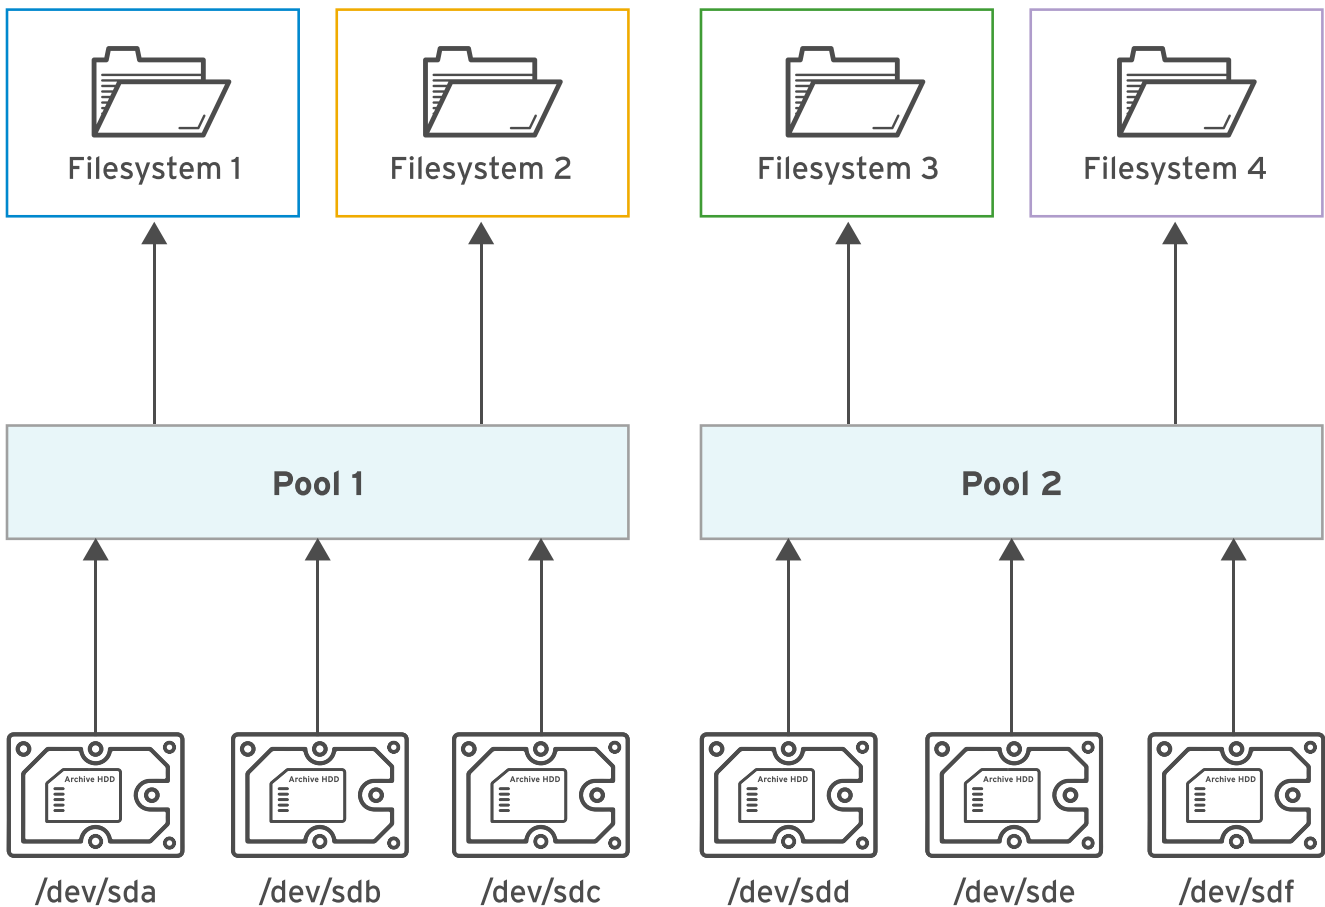 Filesystem 1
Filesystem 2
Filesystem 3
Filesystem 4
Pool 1
Pool 2
Archive HDD
Archive HDD
Archive HDD
Archive HDD
Archive HDD
Archive HDD
/dev/sda
/dev/sdb
/dev/sdc
/dev/sdd
/dev/sde
/dev/sdf